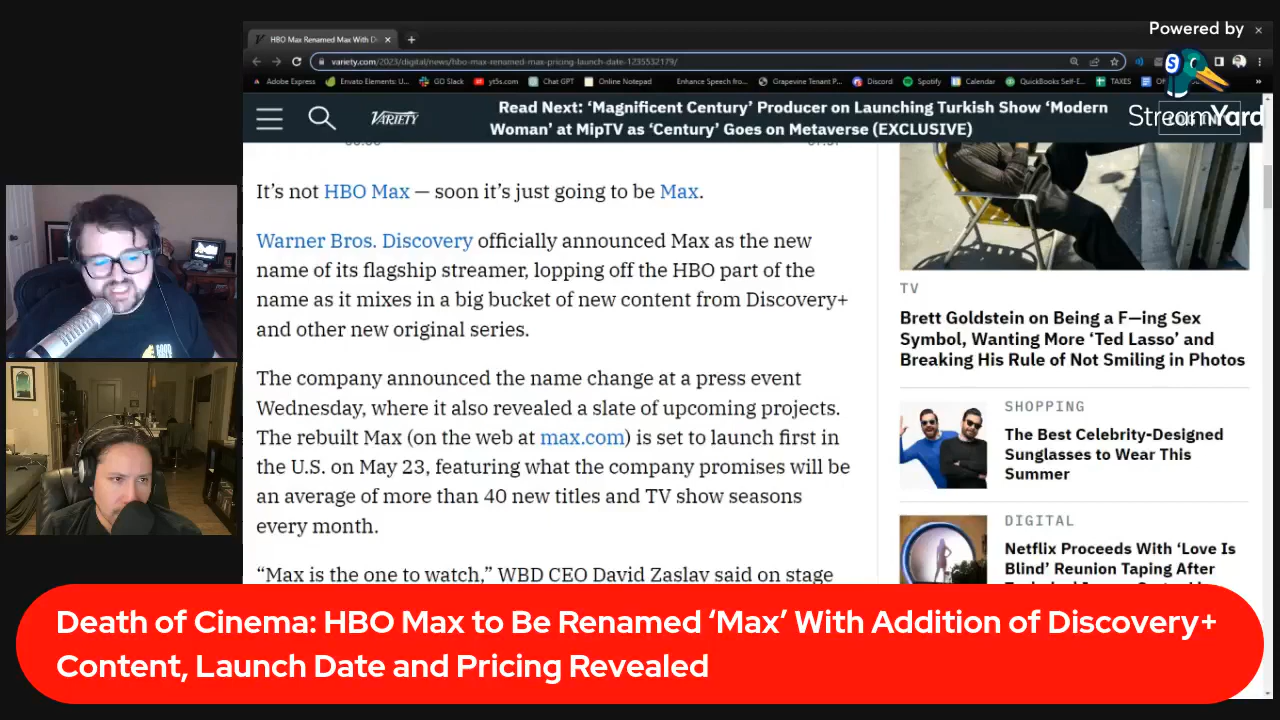 Powered by
HBO Max Renamed Max With Di
variety.com/2023/digital/news/hbo-max-renamed-max-pricing-launch-date-1235532179/
Adobe Express
Envato Elements: U...
GD Slack
yt5s.com
Chat GPT
Online Notepad
Enhance Speech fro...
Grapevine Tenant P...
Discord
Spotify
Calendar
QuickBooks Self-E...
TAXES
StreamYard
VARIETY
Read Next: ‘Magnificent Century’ Producer on Launching Turkish Show ‘Modern
Woman’ at MipTV as ‘Century’ Goes on Metaverse (EXCLUSIVE)
It’s not HBO Max — soon it’s just going to be Max.
Warner Bros. Discovery officially announced Max as the new
name of its flagship streamer, lopping off the HBO part of the
name as it mixes in a big bucket of new content from Discovery+
and other new original series.
The company announced the name change at a press event
Wednesday, where it also revealed a slate of upcoming projects.
The rebuilt Max (on the web at max.com) is set to launch first in
the U.S. on May 23, featuring what the company promises will be
an average of more than 40 new titles and TV show seasons
every month.
“Max is the one to watch,” WBD CEO David Zaslav said on stage
TV
Brett Goldstein on Being a F—ing Sex
Symbol, Wanting More ‘Ted Lasso’ and
Breaking His Rule of Not Smiling in Photos
SHOPPING
The Best Celebrity-Designed
Sunglasses to Wear This
Summer
DIGITAL
Netflix Proceeds With ‘Love Is
Blind’ Reunion Taping After
Death of Cinema: HBO Max to Be Renamed ‘Max’ With Addition of Discovery+
Content, Launch Date and Pricing Revealed